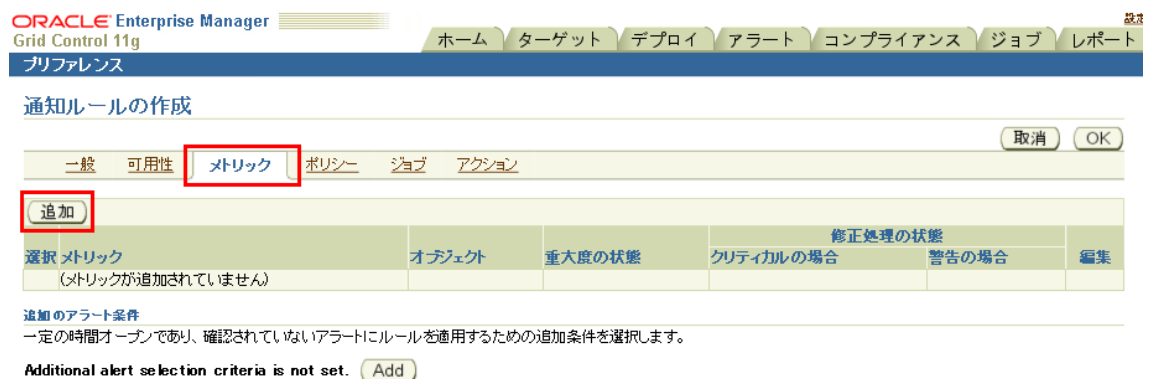 ORACLE Enterprise Manager
Grid Control 11g
設定
ホーム ターゲット デプロイ アラート コンプライアンス ジョブ レポート
プリファレンス
通知ルールの作成
取消 OK
一般 可用性 メトリック ポリシー ジョブ アクション
追加
修正処理の状態
選択 メトリック オブジェクト 重大度の状態 クリティカルの場合 警告の場合 編集
(メトリックが追加されていません)
追加のアラート条件
一定の時間オープンであり、確認されていないアラートにルールを適用するための追加条件を選択します。
Additional alert selection criteria is not set. Add